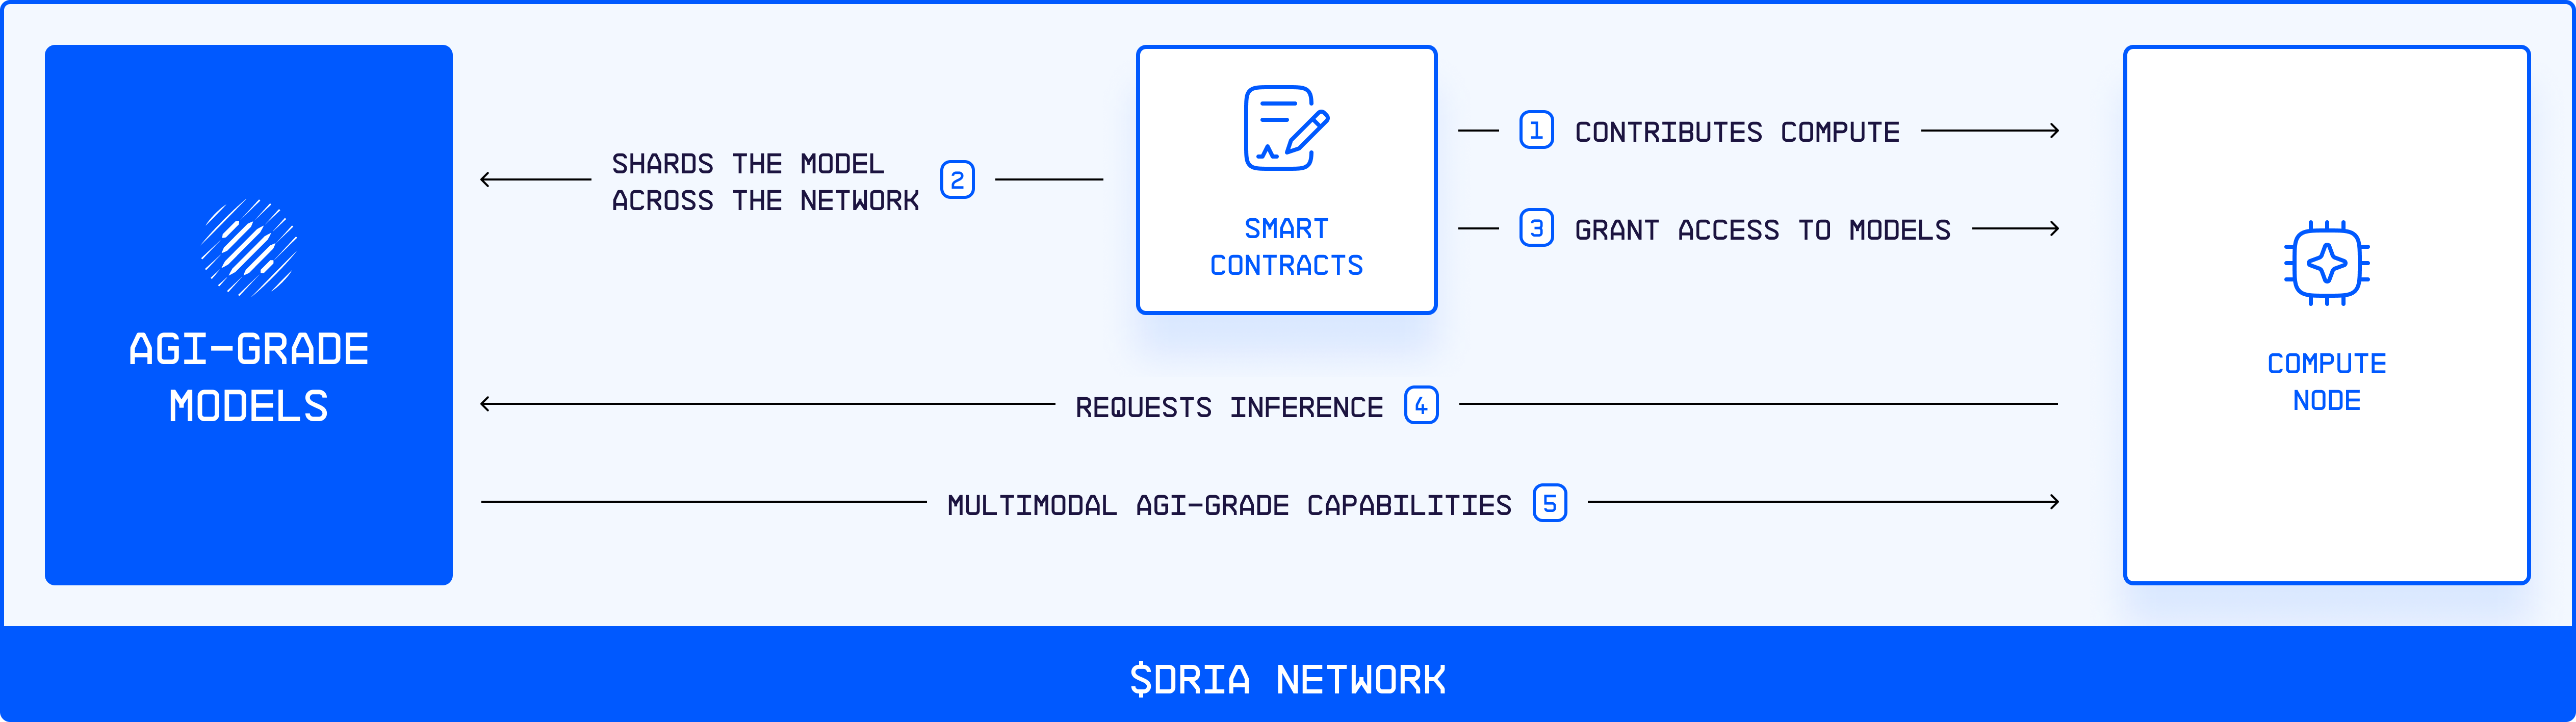 SHARDS THE MODEL
ACROSS THE NETWORK
2
SMART
CONTRACTS
1 CONTRIBUTES COMPUTE
3 GRANT ACCESS TO MODELS
AGI-GRADE
MODELS
COMPUTE
NODE
REQUESTS INFERENCE 4
MULTIMODAL AGI-GRADE CAPABILITIES 5
$DRIA NETWORK